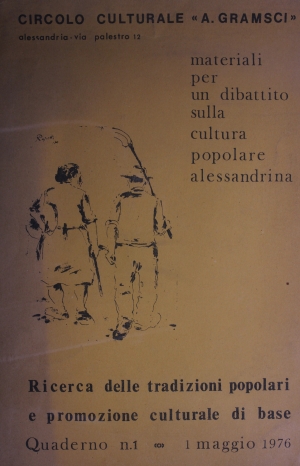 CIRCOLO CULTURALE «A. GRAMSCI»
alessandria - via palestro 12
materiali
per
un dibattito
sulla
cultura
popolare
alessandrina
Ricerca delle tradizioni popolari
e promozione culturale di base
Quaderno n.1 «» 1 maggio 1976